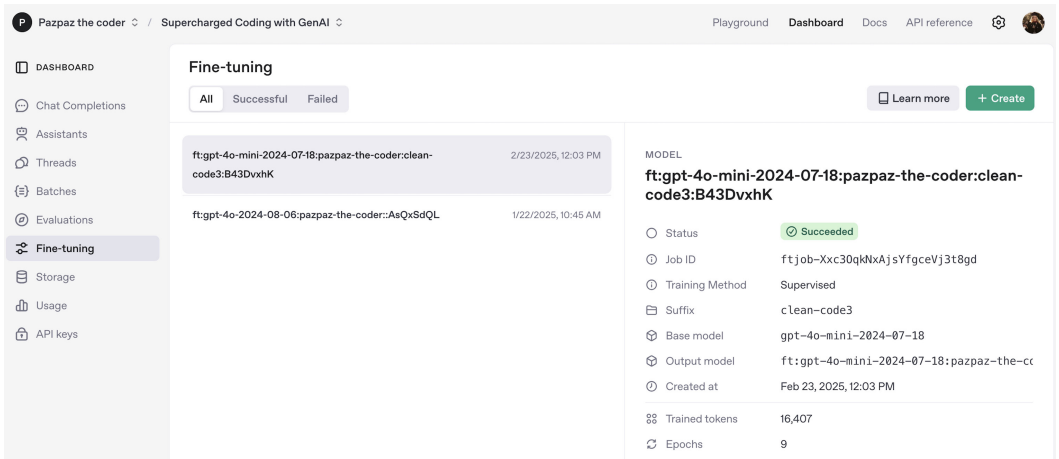 P Pazpaz the coder / Supercharged Coding with GenAI
Playground Dashboard Docs API reference
DASHBOARD
Chat Completions
Assistants
Threads
Batches
Evaluations
Fine-tuning
Storage
Usage
API keys
Fine-tuning
All Successful Failed
Learn more + Create
ft:gpt-4o-mini-2024-07-18:pazpaz-the-coder:clean-
code3:B43DvxhK
2/23/2025, 12:03 PM
ft:gpt-4o-2024-08-06:pazpaz-the-coder::AsQxSdQL 1/22/2025, 10:45 AM
MODEL
ft:gpt-4o-mini-2024-07-18:pazpaz-the-coder:clean-
code3:B43DvxhK
Status Succeeded
Job ID ftjob-Xxc3OqkNxAjsYfgceVj3t8gd
Training Method Supervised
Suffix clean-code3
Base model gpt-4o-mini-2024-07-18
Output model ft:gpt-4o-mini-2024-07-18:pazpaz-the-co
Created at Feb 23, 2025, 12:03 PM
Trained tokens 16,407
Epochs 9